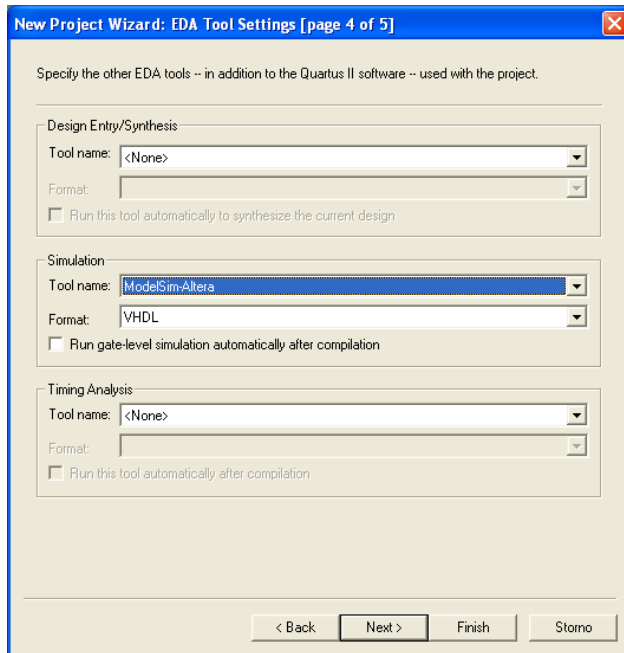 New Project Wizard: EDA Tool Settings [page 4 of 5]
Specify the other EDA tools -- in addition to the Quartus II software -- used with the project.
Design Entry/Synthesis
Tool name: <None>
Format:
Run this tool automatically to synthesize the current design
Simulation
Tool name: ModelSim-Altera
Format: VHDL
Run gate-level simulation automatically after compilation
Timing Analysis
Tool name: <None>
Format:
Run this tool automatically after compilation
< Back Next > Finish Storno